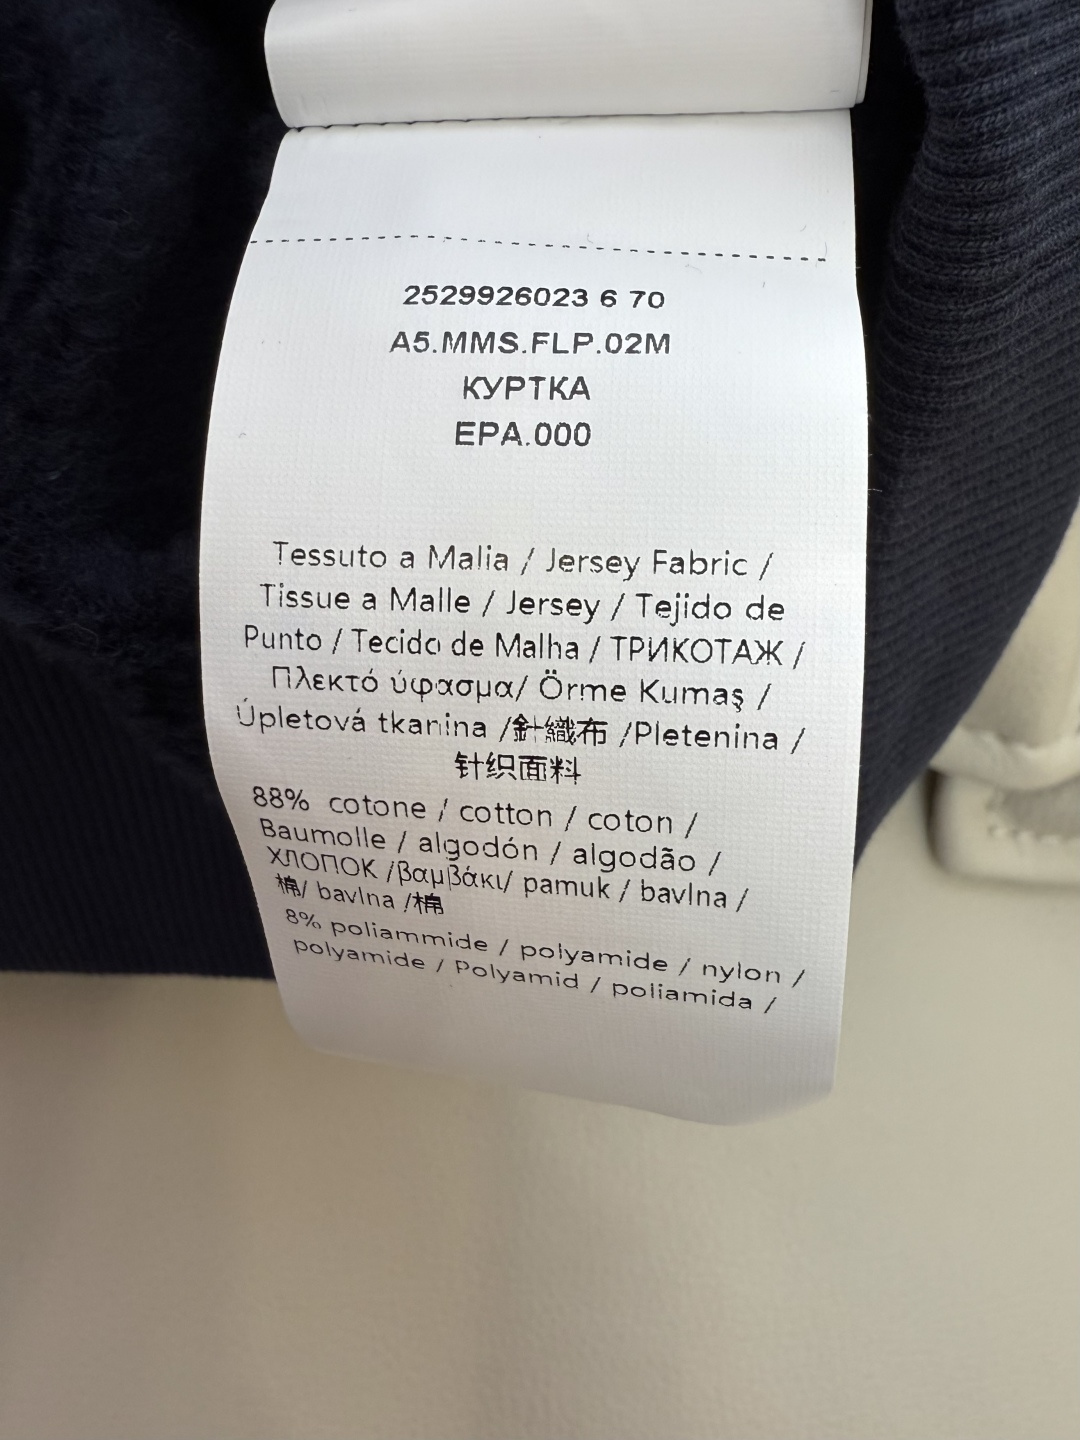 2529926023 6 70
A5.MMS.FLP.02M
КУРТКА
EPA.000
Tessuto a Malia / Jersey Fabric /
Tissue a Malle / Jersey / Tejido de
Punto / Tecido de Malha / ТРИКОТАЖ /
Πλεκτό ύφασμα/ Örme Kumaş /
Úpletová tkanina /針織布 /Pletenina /
针织面料
88% cotone / cotton / coton /
Baumolle / algodón / algodão /
ХЛОПОК /βαμβάκι/ pamuk / bavlna /
棉/ bavlna /棉
8% poliammide / polyamide / nylon /
polyamide / Polyamid / poliamida /